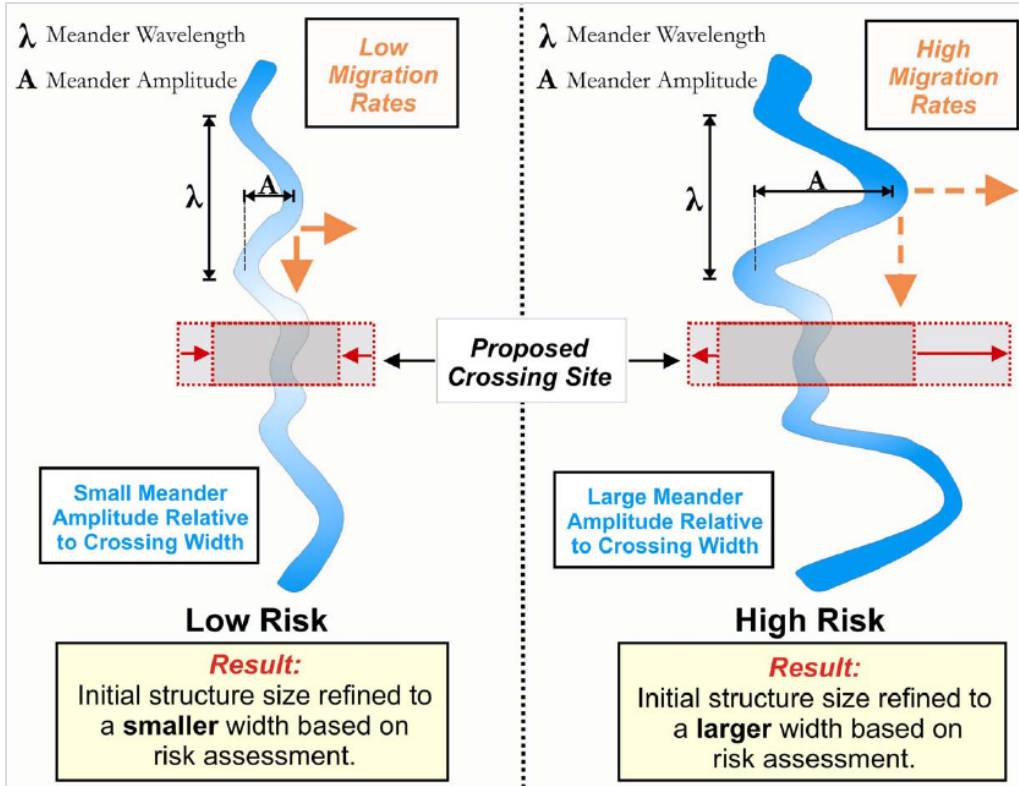 λ Meander Wavelength
A Meander Amplitude
Low
Migration
Rates
λ
A
Small Meander
Amplitude Relative
to Crossing Width
Low Risk
Result:
Initial structure size refined to
a smaller width based on
risk assessment.
Proposed
Crossing Site
λ Meander Wavelength
A Meander Amplitude
High
Migration
Rates
λ
A
Large Meander
Amplitude Relative
to Crossing Width
High Risk
Result:
Initial structure size refined to
a larger width based on
risk assessment.